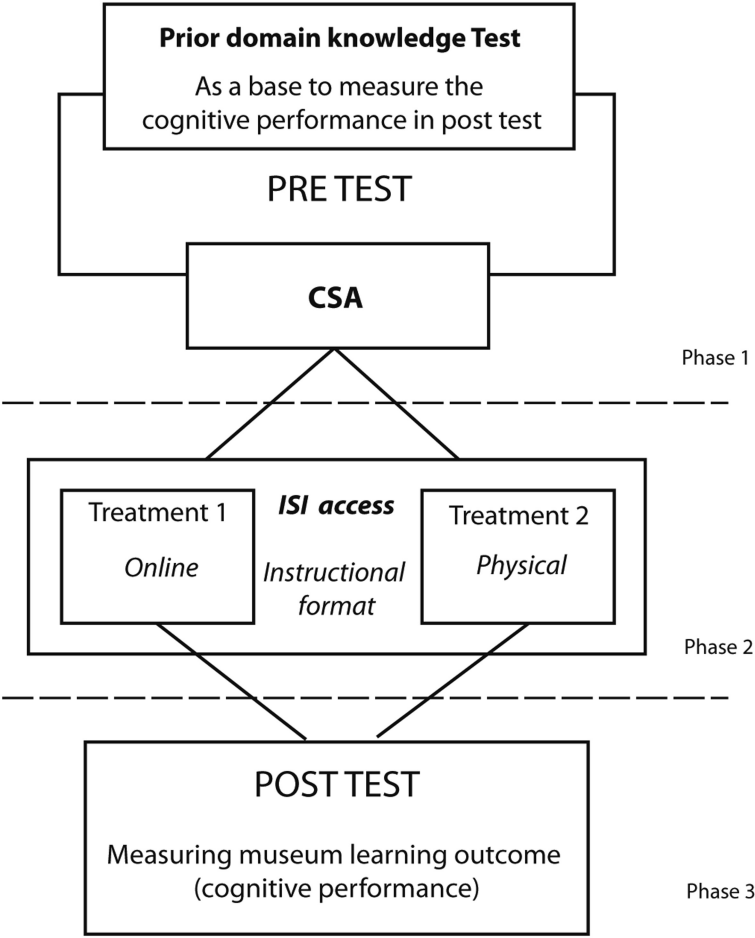 Prior domain knowledge Test
As a base to measure the
cognitive performance in post test
PRE TEST
CSA
Phase 1
Treatment 1
Online
ISI access
Instructional
format
Treatment 2
Physical
Phase 2
POST TEST
Measuring museum learning outcome
(cognitive performance)
Phase 3